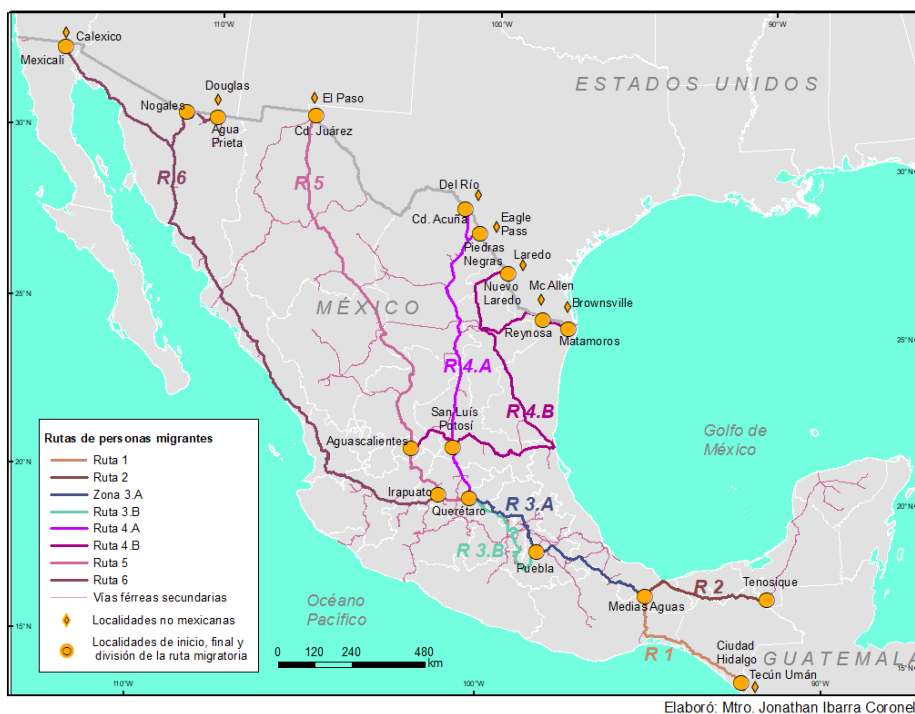 110°W
100°W
90°W
Calexico
Mexicali
Douglas
El Paso
Nogales
Agua
Prieta
Cd. Juárez
ESTADOS UNIDOS
30°N
30°N
R 6
R 5
Del Río
Cd. Acuña
Eagle
Pass
Piedras
Negras
Laredo
Nuevo
Laredo
Mc Allen
Brownsville
Reynosa
Matamoros
25°N
25°N
MÉXICO
R 4.A
R 4.B
San Luís
Potosí
Aguascalientes
Golfo de
México
20°N
20°N
Irapuato
Querétaro
R 3.A
R 3.B
Puebla
R 2
Tenosique
Medias Aguas
Océano
Pacífico
15°N
15°N
R 1
Ciudad
Hidalgo
GUATEMALA
Tecún Umán
Rutas de personas migrantes
Ruta 1
Ruta 2
Zona 3.A
Ruta 3.B
Ruta 4.A
Ruta 4.B
Ruta 5
Ruta 6
Vías férreas secundarias
Localidades no mexicanas
Localidades de inicio, final y
división de la ruta migratoria
0 120 240 480
km
110°W
100°W
90°W
Elaboró: Mtro. Jonathan Ibarra Coronel